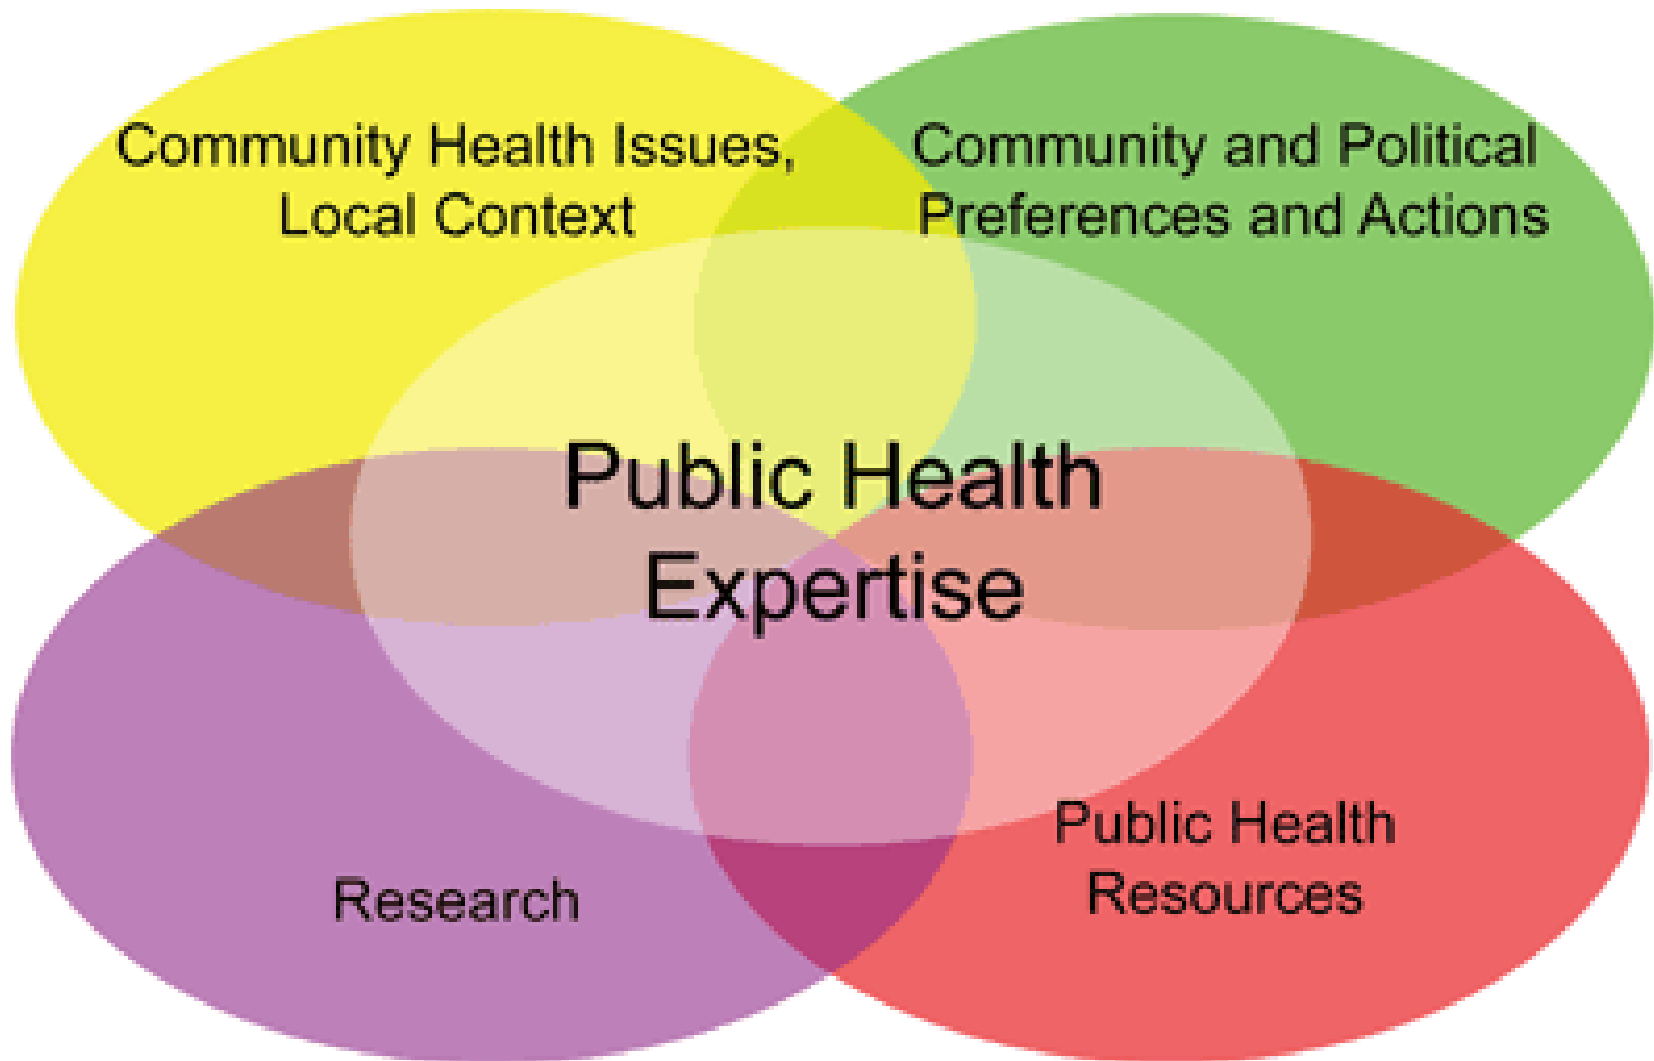 Community Health Issues,
Local Context
Community and Political
Preferences and Actions
Public Health
Expertise
Research
Public Health
Resources